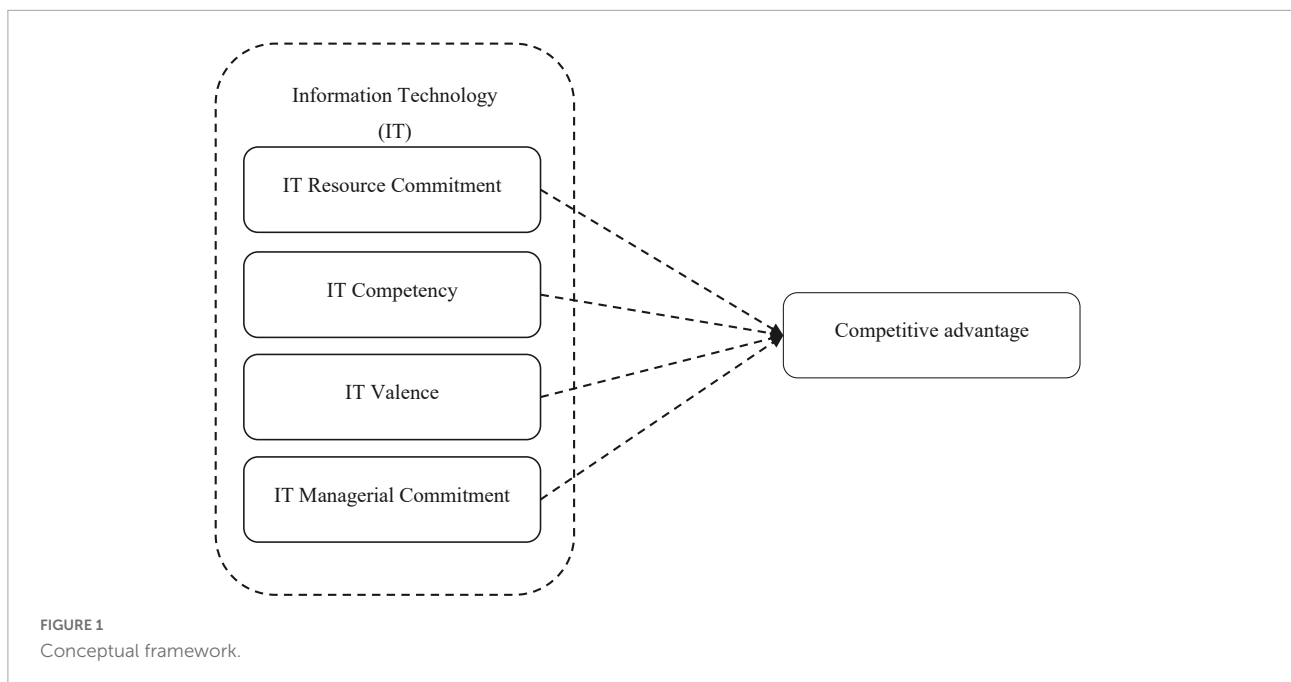 Information Technology
(IT)
IT Resource Commitment
IT Competency
IT Valence
IT Managerial Commitment
Competitive advantage
FIGURE 1
Conceptual framework.